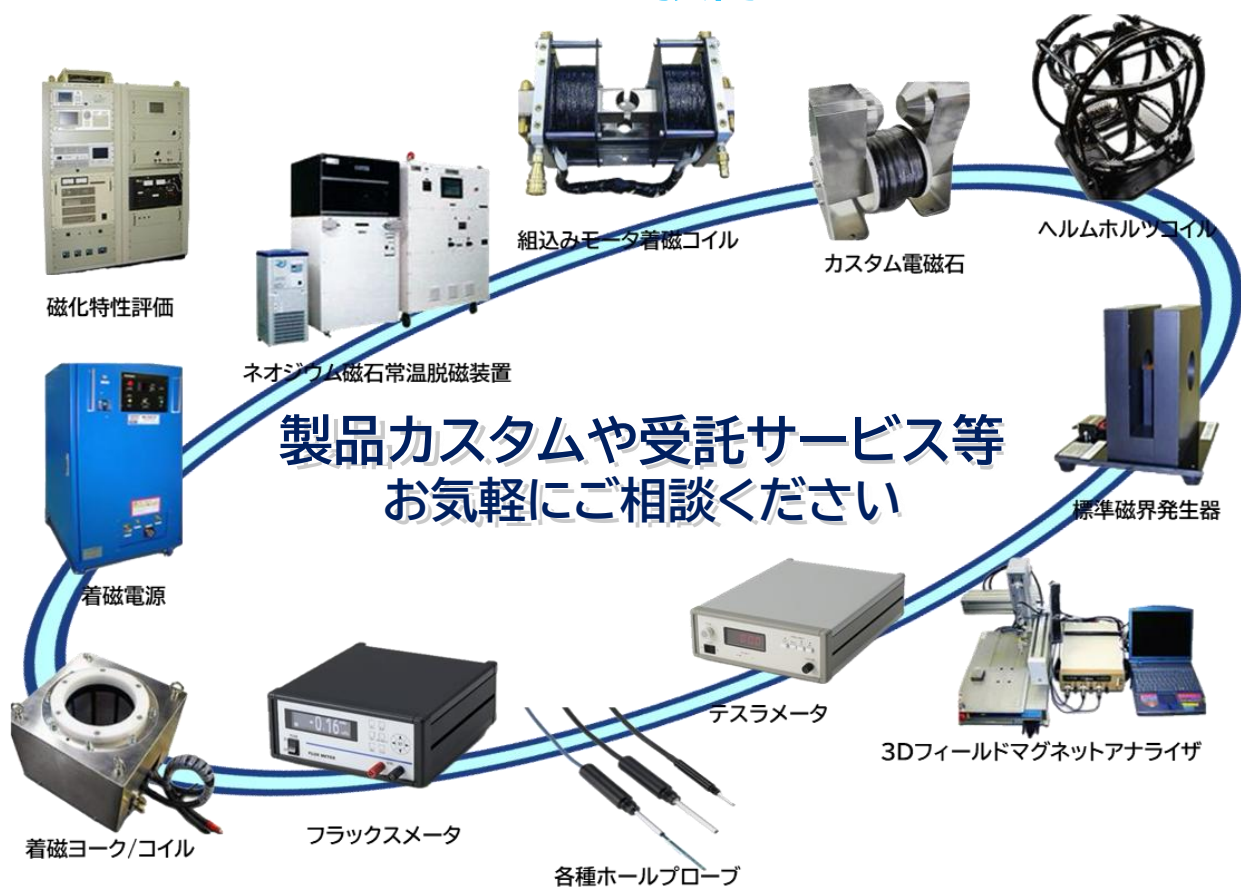 組込みモータ着磁コイル
ヘルムホルツコイル
カスタム電磁石
磁化特性評価
ネオジウム磁石常温脱磁装置
製品カスタムや受託サービス等
お気軽にご相談ください
標準磁界発生器
着磁電源
テスラメータ
3Dフィールドマグネットアナライザ
-0.16
FLUX METER
フラックスメータ
着磁ヨーク/コイル
各種ホールプローブ